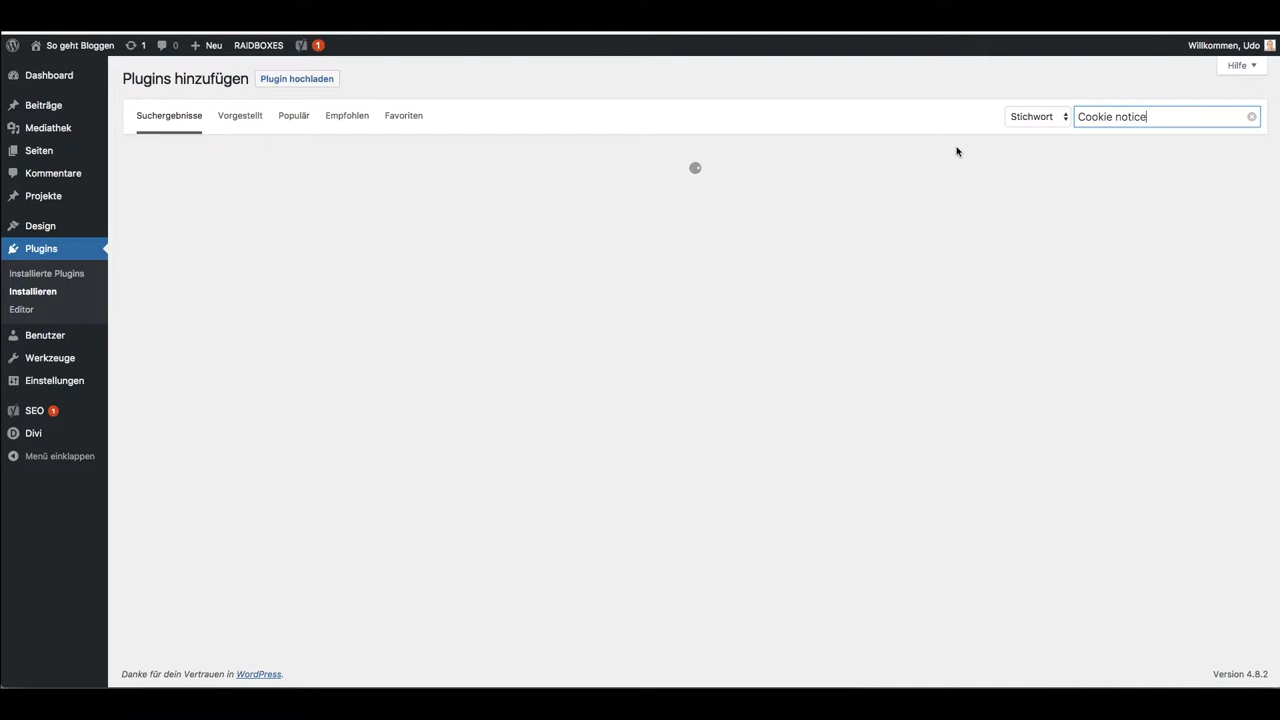 So geht Bloggen 1 0 Neu RAIDBOXES 1 Willkommen, Udo
Hilfe
Dashboard
Beiträge
Mediathek
Seiten
Kommentare
Projekte
Design
Plugins
Installierte Plugins
Installieren
Editor
Benutzer
Werkzeuge
Einstellungen
SEO 1
Divi
Menü einklappen
Plugins hinzufügen Plugin hochladen
Suchergebnisse Vorgestellt Populär Empfohlen Favoriten Stichwort Cookie notice
Danke für dein Vertrauen in WordPress. Version 4.8.2